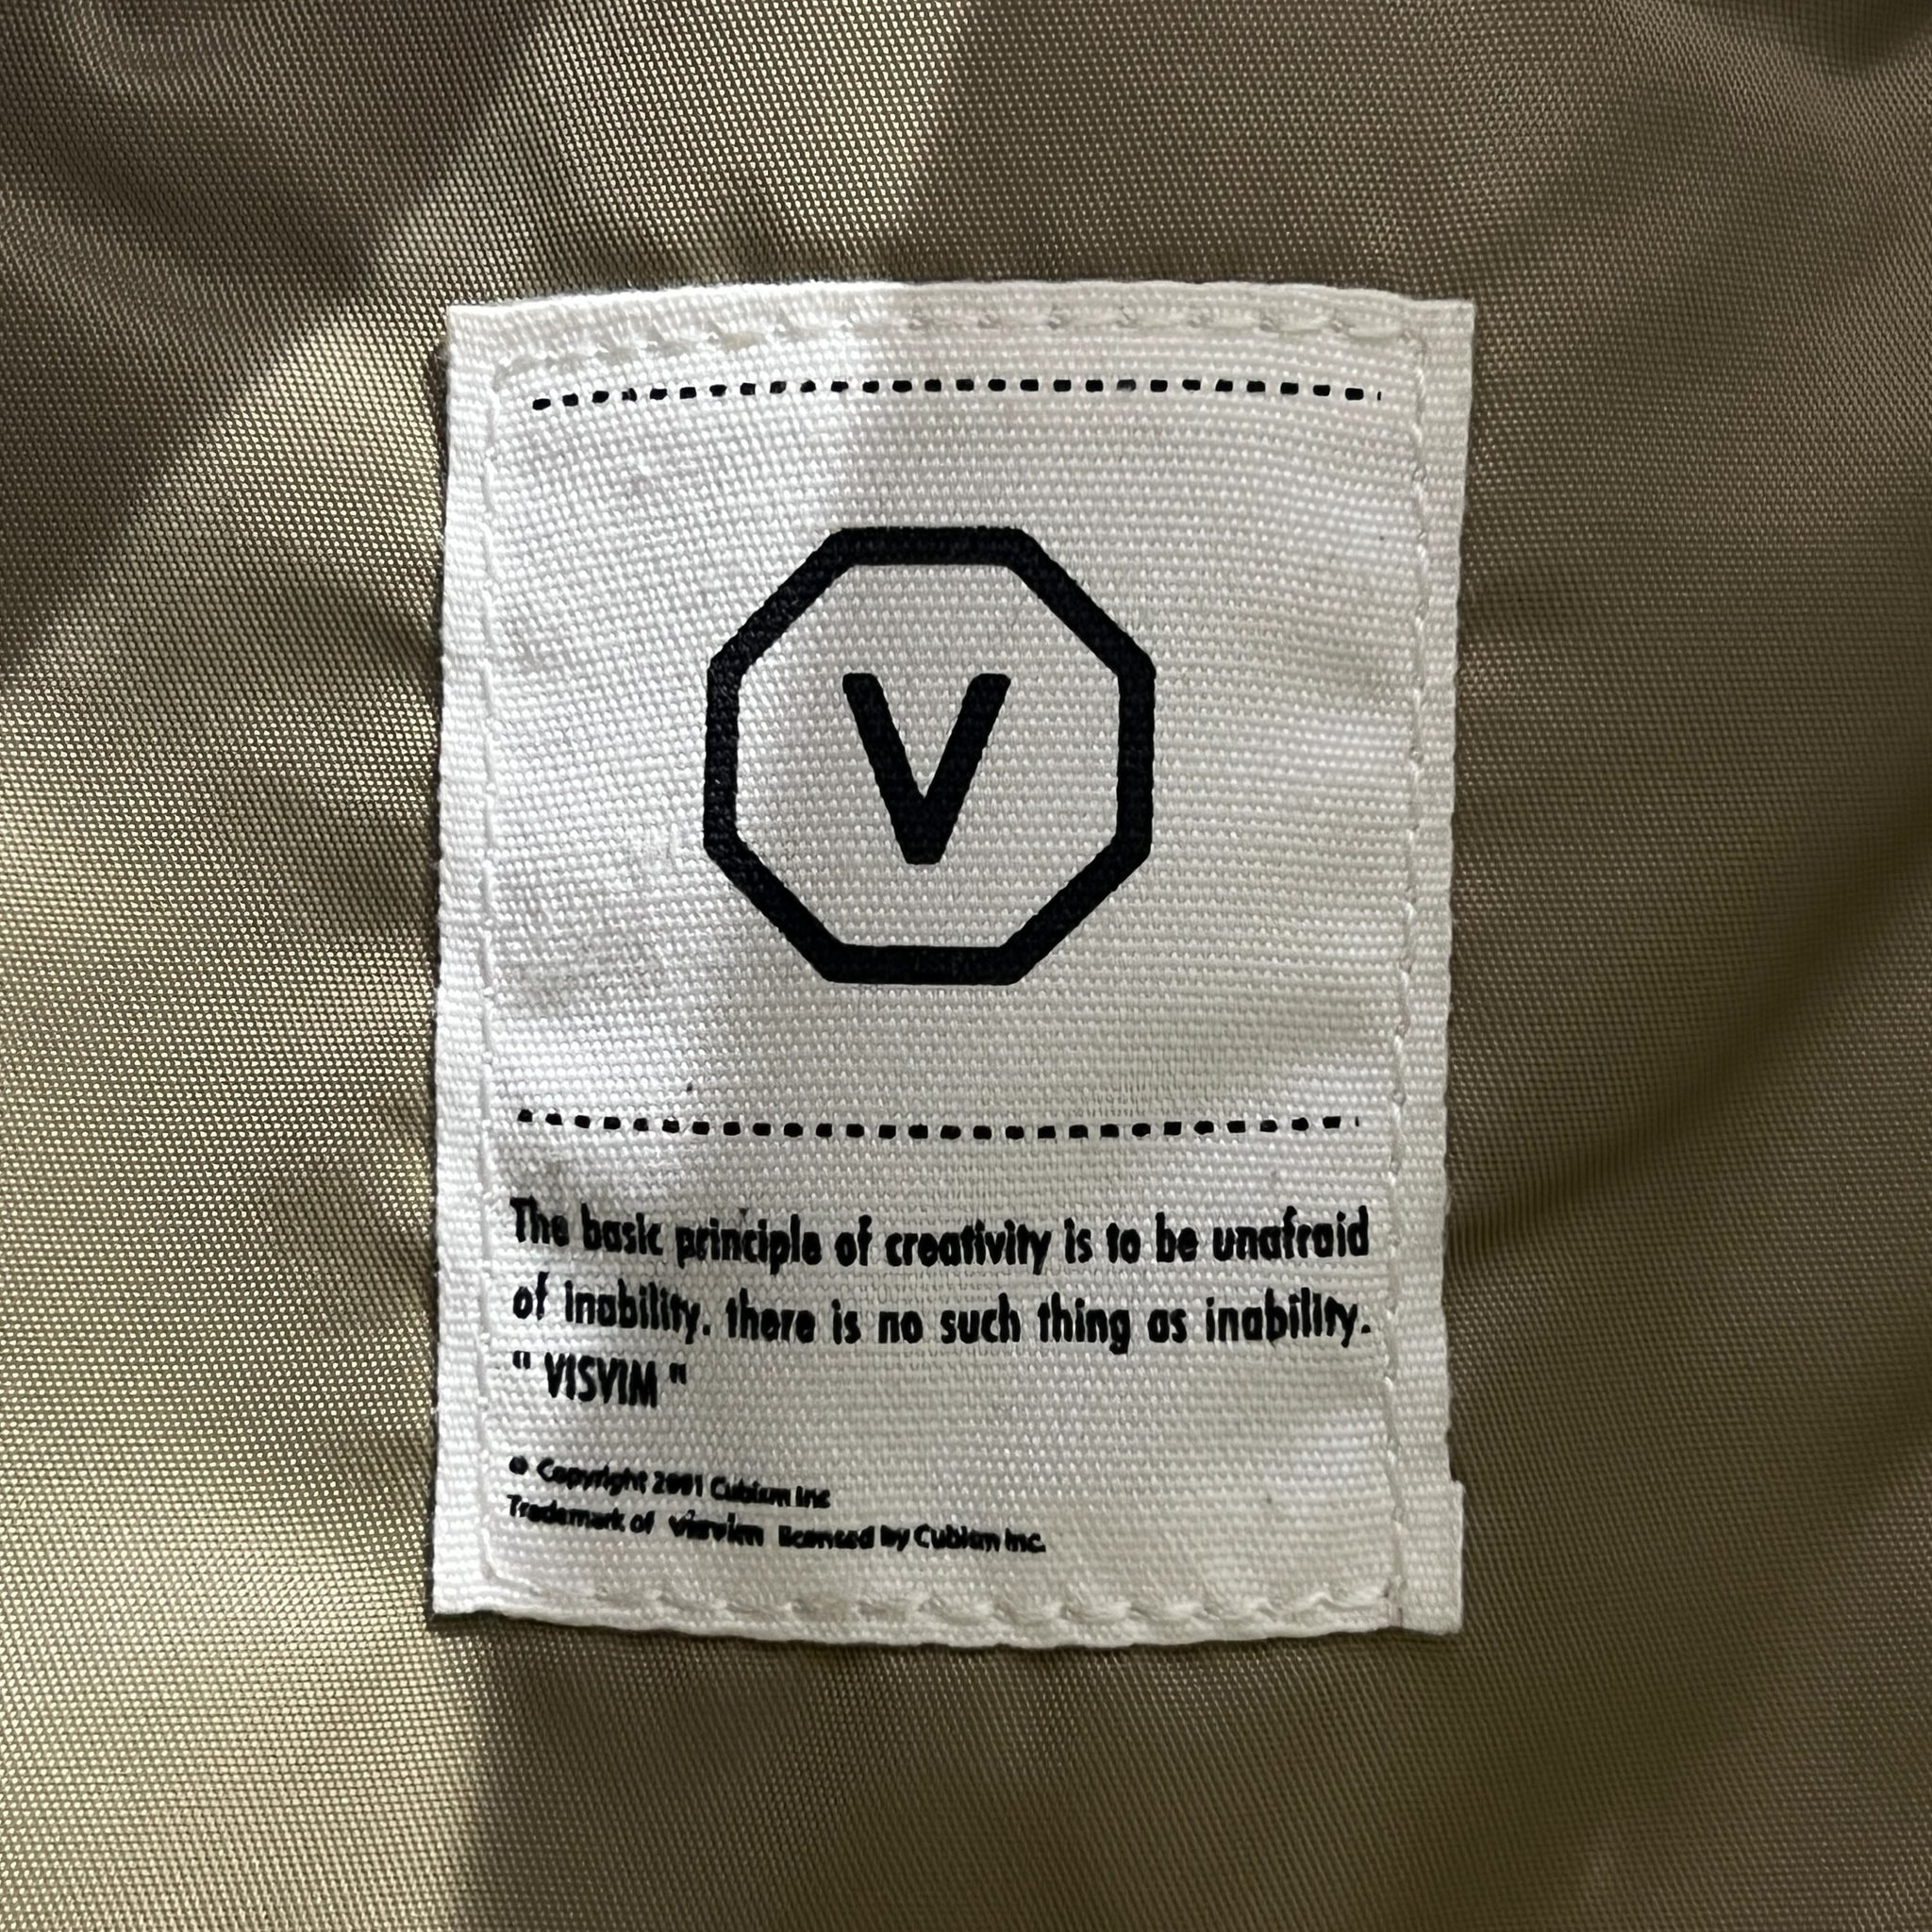 V
The basic principle of creativity is to be unafraid
of inability. there is no such thing as inability.
" VISVIM "
© Copyright 2001 Cubism Inc
Trademark of visvim licensed by Cubism Inc.